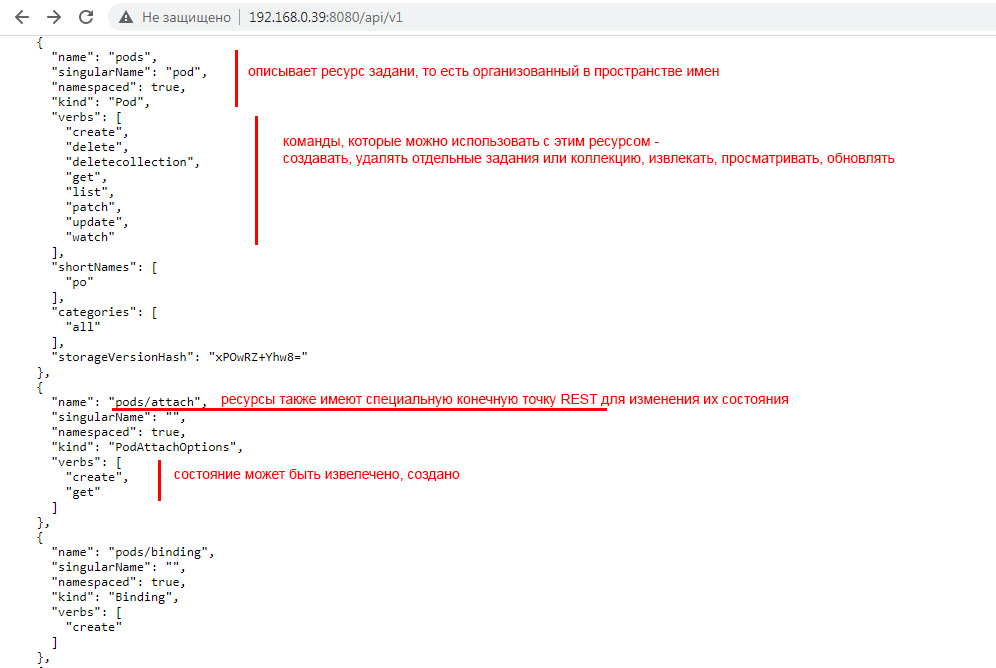 Не защищено | 192.168.0.39:8080/api/v1
{
"name": "pods",
"singularName": "pod", описывает ресурс задани, то есть организованный в пространстве имен
"namespaced": true,
"kind": "Pod",
"verbs": [
"create", команды, которые можно использовать с этим ресурсом -
"delete", создавать, удалять отдельные задания или коллекцию, извлекать, просматривать, обновлять
"deletecollection",
"get",
"list",
"patch",
"update",
"watch"
],
"shortNames": [
"po"
],
"categories": [
"all"
],
"storageVersionHash": "xPOwRZ+Yhw8="
},
{
"name": "pods/attach", ресурсы также имеют специальную конечную точку REST для изменения их состояния
"singularName": "",
"namespaced": true,
"kind": "PodAttachOptions",
"verbs": [
"create", состояние может быть извелечено, создано
"get"
]
},
{
"name": "pods/binding",
"singularName": "",
"namespaced": true,
"kind": "Binding",
"verbs": [
"create"
]
},